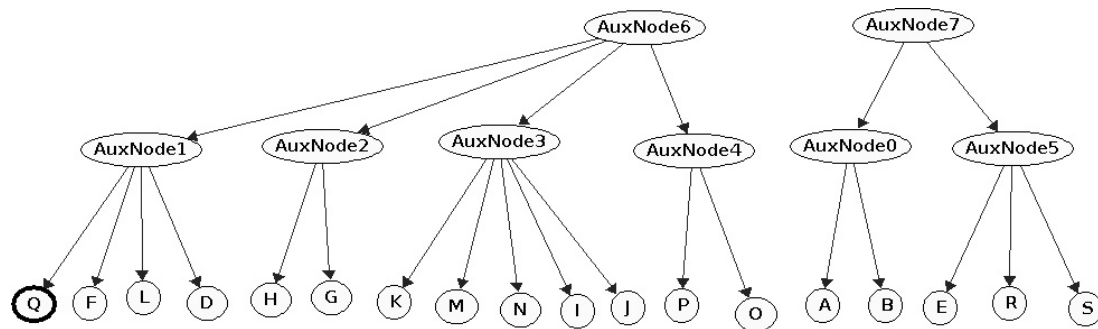 AuxNode6 AuxNode7
AuxNode1 AuxNode2 AuxNode3 AuxNode4 AuxNode0 AuxNode5
Q F L D H G K M N I J P O A B E R S